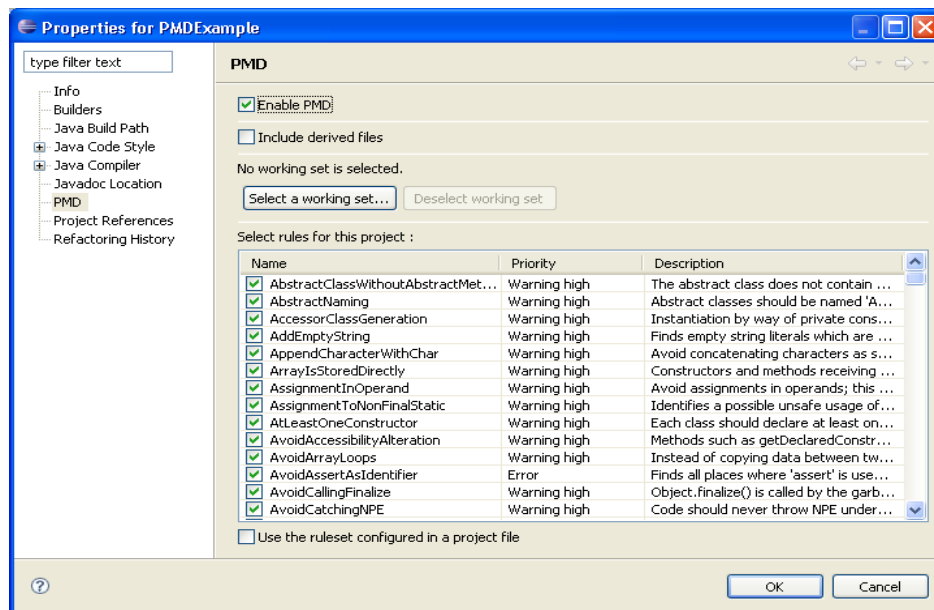 Properties for PMDExample
type filter text
Info
Builders
Java Build Path
Java Code Style
Java Compiler
Javadoc Location
PMD
Project References
Refactoring History
PMD
Enable PMD
Include derived files
No working set is selected.
Select a working set... Deselect working set
Select rules for this project :
Name Priority Description
AbstractClassWithoutAbstractMet... Warning high The abstract class does not contain ...
AbstractNaming Warning high Abstract classes should be named 'A...
AccessorClassGeneration Warning high Instantiation by way of private cons...
AddEmptyString Warning high Finds empty string literals which are ...
AppendCharacterWithChar Warning high Avoid concatenating characters as s...
ArrayIsStoredDirectly Warning high Constructors and methods receiving ...
AssignmentInOperand Warning high Avoid assignments in operands; this ...
AssignmentToNonFinalStatic Warning high Identifies a possible unsafe usage of...
AtLeastOneConstructor Warning high Each class should declare at least on...
AvoidAccessibilityAlteration Warning high Methods such as getDeclaredConstr...
AvoidArrayLoops Warning high Instead of copying data between tw...
AvoidAssertAsIdentifier Error Finds all places where 'assert' is use...
AvoidCallingFinalize Warning high Object.finalize() is called by the garb...
AvoidCatchingNPE Warning high Code should never throw NPE under...
Use the ruleset configured in a project file
OK Cancel